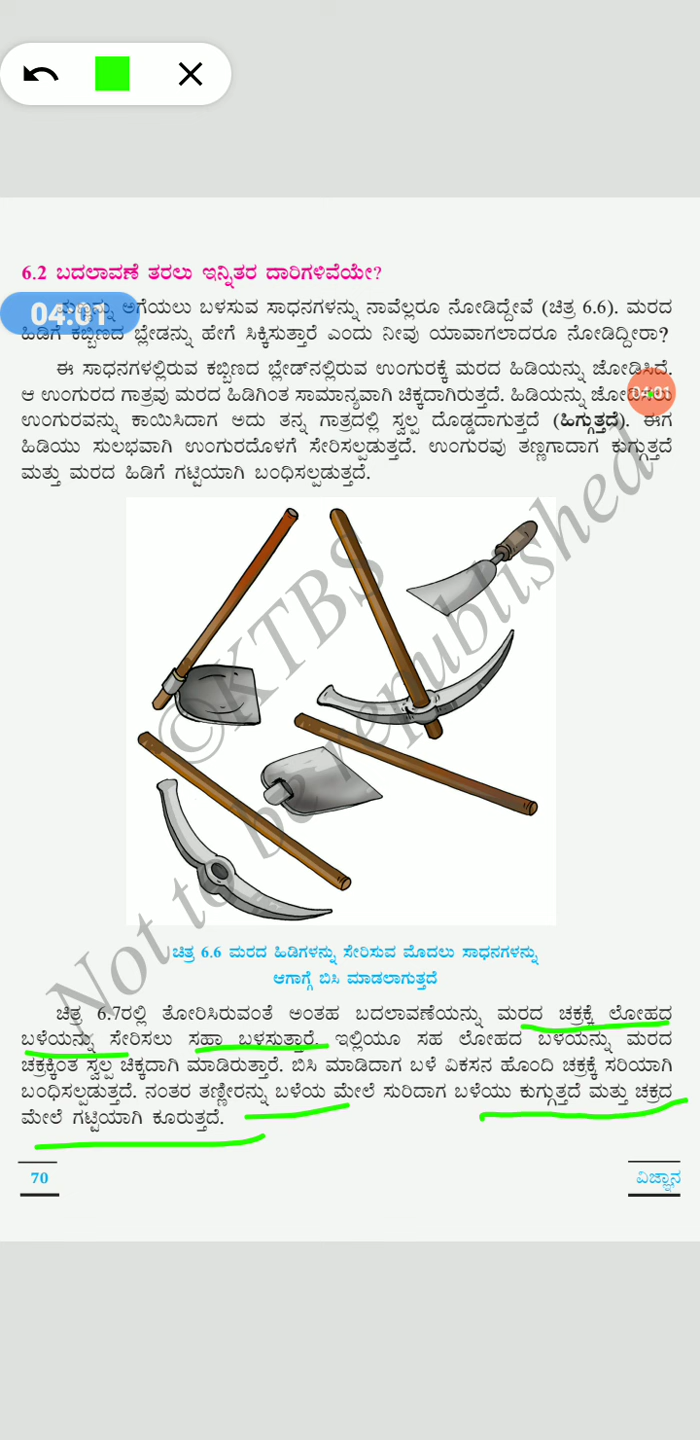 04:01
6.2 ಬದಲಾವಣೆ ತರಲು ಇನ್ನಿತರ ದಾರಿಗಳಿವೆಯೇ?
ಅಗೆಯಲು ಬಳಸುವ ಸಾಧನಗಳನ್ನು ನಾವೆಲ್ಲರೂ ನೋಡಿದ್ದೇವೆ (ಚಿತ್ರ 6.6). ಮರದ
ಹಿಡಿಗೆ ಕಬ್ಬಿಣದ ಬ್ಲೇಡನ್ನು ಹೇಗೆ ಸಿಕ್ಕಿಸುತ್ತಾರೆ ಎಂದು ನೀವು ಯಾವಾಗಲಾದರೂ ನೋಡಿದ್ದೀರಾ?
ಈ ಸಾಧನಗಳಲ್ಲಿರುವ ಕಬ್ಬಿಣದ ಬ್ಲೇಡ್‌ನಲ್ಲಿರುವ ಉಂಗುರಕ್ಕೆ ಮರದ ಹಿಡಿಯನ್ನು ಜೋಡಿಸಿದೆ.
ಆ ಉಂಗುರದ ಗಾತ್ರವು ಮರದ ಹಿಡಿಗಿಂತ ಸಾಮಾನ್ಯವಾಗಿ ಚಿಕ್ಕದಾಗಿರುತ್ತದೆ. ಹಿಡಿಯನ್ನು
04:01
ಉಂಗುರವನ್ನು ಕಾಯಿಸಿದಾಗ ಅದು ತನ್ನ ಗಾತ್ರದಲ್ಲಿ ಸ್ವಲ್ಪ ದೊಡ್ಡದಾಗುತ್ತದೆ (ಹಿಗ್ಗುತ್ತದೆ). ಈಗ
ಹಿಡಿಯು ಸುಲಭವಾಗಿ ಉಂಗುರದೊಳಗೆ ಸೇರಿಸಲ್ಪಡುತ್ತದೆ. ಉಂಗುರವು ತಣ್ಣಗಾದಾಗ ಕುಗ್ಗುತ್ತದೆ
ಮತ್ತು ಮರದ ಹಿಡಿಗೆ ಗಟ್ಟಿಯಾಗಿ ಬಂಧಿಸಲ್ಪಡುತ್ತದೆ.
©KTBS
Not to be republished
ಚಿತ್ರ 6.6 ಮರದ ಹಿಡಿಗಳನ್ನು ಸೇರಿಸುವ ಮೊದಲು ಸಾಧನಗಳನ್ನು
ಆಗಾಗ್ಗೆ ಬಿಸಿ ಮಾಡಲಾಗುತ್ತದೆ
ಚಿತ್ರ 6.7ರಲ್ಲಿ ತೋರಿಸಿರುವಂತೆ ಅಂತಹ ಬದಲಾವಣೆಯನ್ನು ಮರದ ಚಕ್ರಕ್ಕೆ ಲೋಹದ
ಬಳೆಯನ್ನು ಸೇರಿಸಲು ಸಹಾ ಬಳಸುತ್ತಾರೆ. ಇಲ್ಲಿಯೂ ಸಹ ಲೋಹದ ಬಳೆಯನ್ನು ಮರದ
ಚಕ್ರಕ್ಕಿಂತ ಸ್ವಲ್ಪ ಚಿಕ್ಕದಾಗಿ ಮಾಡಿರುತ್ತಾರೆ. ಬಿಸಿ ಮಾಡಿದಾಗ ಬಳೆ ವಿಕಸನ ಹೊಂದಿ ಚಕ್ರಕ್ಕೆ ಸರಿಯಾಗಿ
ಬಂಧಿಸಲ್ಪಡುತ್ತದೆ. ನಂತರ ತಣ್ಣೀರನ್ನು ಬಳೆಯ ಮೇಲೆ ಸುರಿದಾಗ ಬಳೆಯು ಕುಗ್ಗುತ್ತದೆ ಮತ್ತು ಚಕ್ರದ
ಮೇಲೆ ಗಟ್ಟಿಯಾಗಿ ಕೂರುತ್ತದೆ.
70
ವಿಜ್ಞಾನ